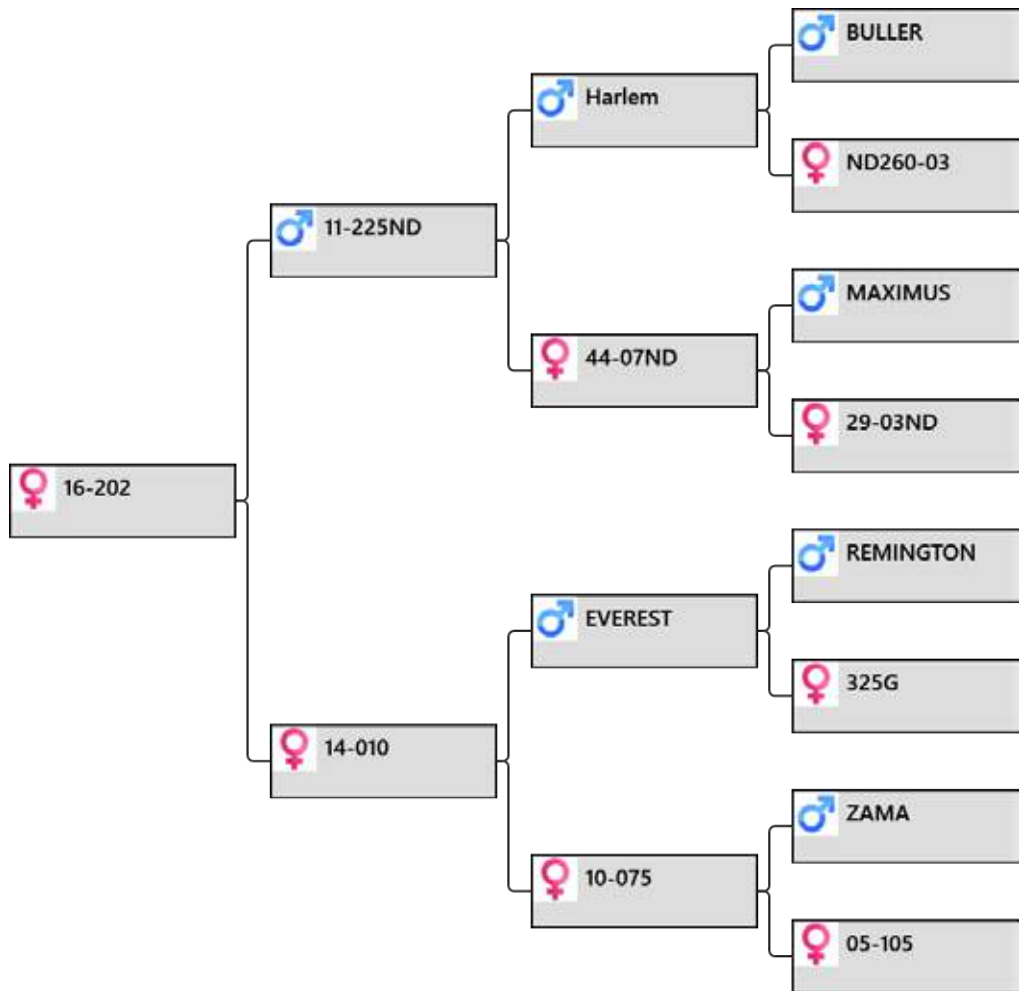 BULLER
Harlem
ND260-03
11-225ND
MAXIMUS
44-07ND
29-03ND
16-202
REMINGTON
EVEREST
325G
14-010
ZAMA
10-075
05-105